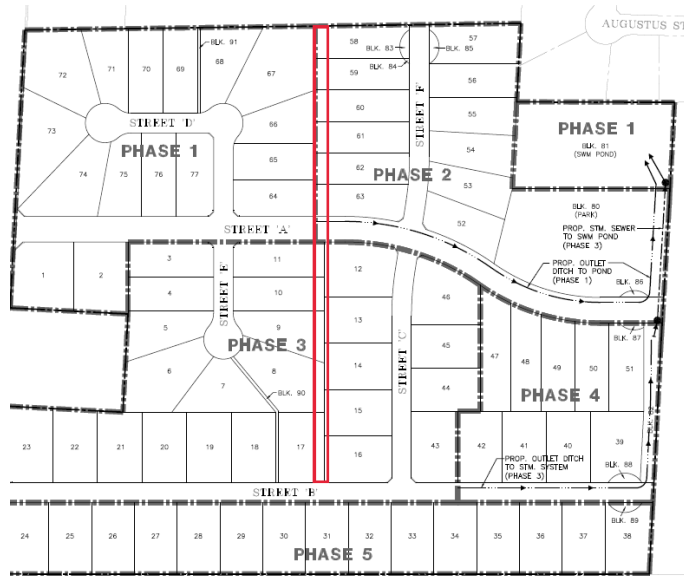 AUGUSTUS ST
BLK. 91
58
BLK. 83
BLK. 85
57
72
71
70
69
68
67
BLK. 84
59
56
STREET 'F'
60
55
73
STREET 'D'
66
61
54
PHASE 1
PHASE 1
BLK. 81
(SWM POND)
65
62
PHASE 2
53
74
75
76
77
64
63
52
BLK. 80
(PARK)
STREET 'A'
PROP. STM. SEWER
TO SWM POND
(PHASE 3)
1
2
3
11
12
PROP. OUTLET
DITCH TO POND
(PHASE 1)
BLK. 86
4
STREET 'E'
10
46
13
BLK. 87
5
9
STREET 'C'
45
PHASE 3
6
8
14
47
48
49
50
51
7
44
BLK. 90
15
PHASE 4
23
22
21
20
19
18
17
16
43
42
41
40
39
PROP. OUTLET DITCH
TO STM. SYSTEM
(PHASE 3)
BLK. 88
STREET 'B'
BLK. 89
24
25
26
27
28
29
30
31
32
33
34
35
36
37
38
PHASE 5